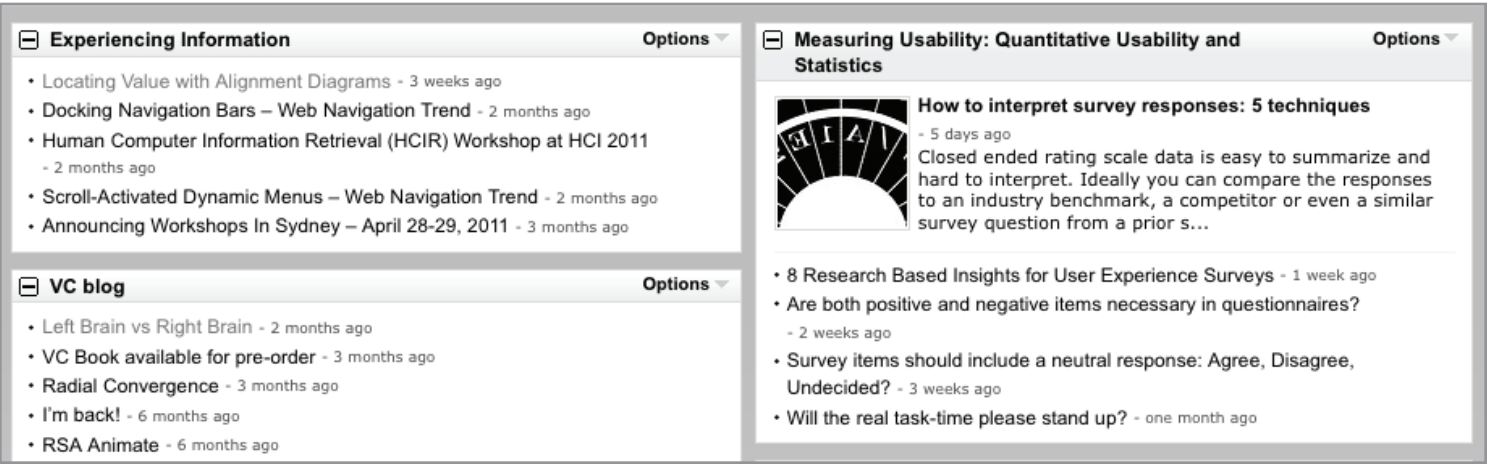 Experiencing Information Options
• Locating Value with Alignment Diagrams - 3 weeks ago
• Docking Navigation Bars – Web Navigation Trend - 2 months ago
• Human Computer Information Retrieval (HCIR) Workshop at HCI 2011
- 2 months ago
• Scroll-Activated Dynamic Menus – Web Navigation Trend - 2 months ago
• Announcing Workshops In Sydney – April 28-29, 2011 - 3 months ago
VC blog Options
• Left Brain vs Right Brain - 2 months ago
• VC Book available for pre-order - 3 months ago
• Radial Convergence - 3 months ago
• I'm back! - 6 months ago
• RSA Animate - 6 months ago
Measuring Usability: Quantitative Usability and Options
Statistics
How to interpret survey responses: 5 techniques
- 5 days ago
Closed ended rating scale data is easy to summarize and
hard to interpret. Ideally you can compare the responses
to an industry benchmark, a competitor or even a similar
survey question from a prior s...
• 8 Research Based Insights for User Experience Surveys - 1 week ago
• Are both positive and negative items necessary in questionnaires?
- 2 weeks ago
• Survey items should include a neutral response: Agree, Disagree,
Undecided? - 3 weeks ago
• Will the real task-time please stand up? - one month ago